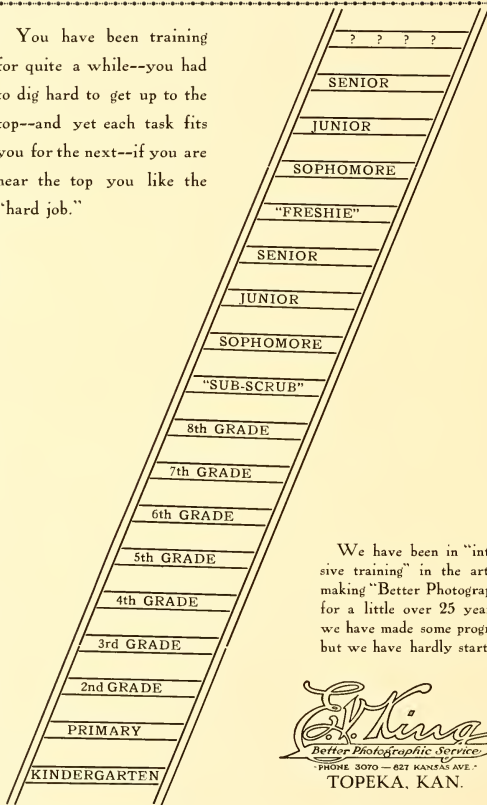 You have been training
for quite a while--you had
to dig hard to get up to the
top--and yet each task fits
you for the next--if you are
near the top you like the
"hard job."
? ? ? ?
SENIOR
JUNIOR
SOPHOMORE
"FRESHIE"
SENIOR
JUNIOR
SOPHOMORE
"SUB-SCRUB"
8th GRADE
7th GRADE
6th GRADE
5th GRADE
4th GRADE
3rd GRADE
2nd GRADE
PRIMARY
KINDERGARTEN
We have been in "int
sive training" in the art
making "Better Photograp
for a little over 25 yea
we have made some progr
but we have hardly start
King
Better Photographic Service
PHONE 3070 — 827 KANSAS AVE.
TOPEKA, KAN.